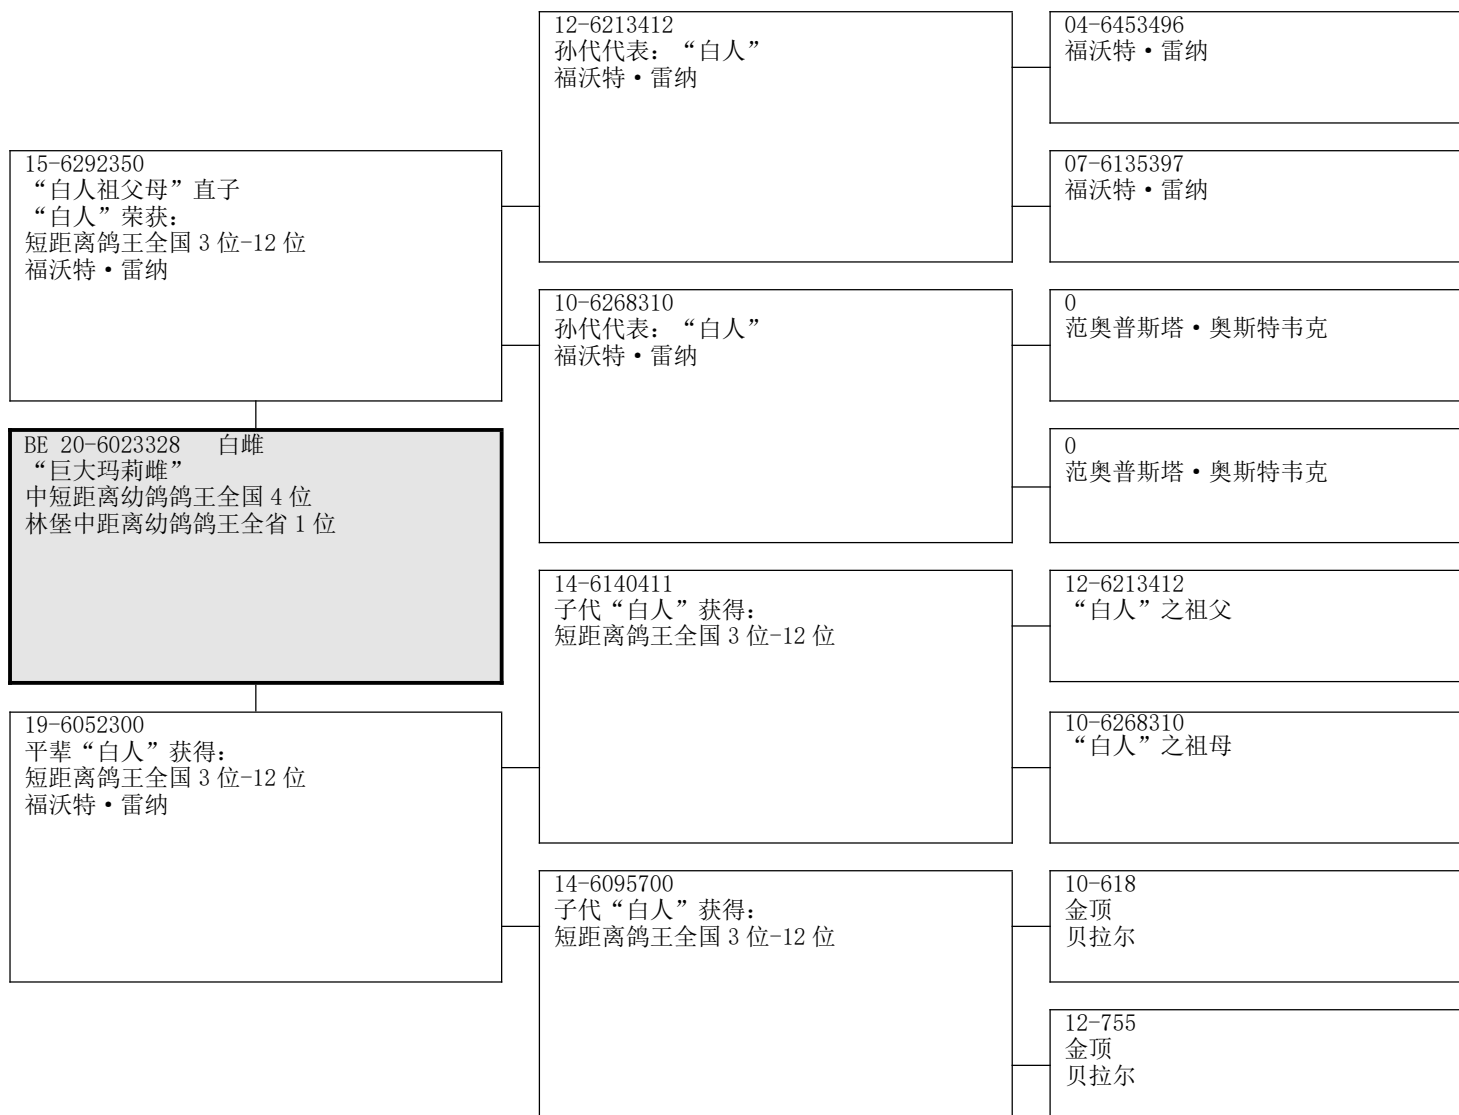 15-6292350
“白人祖父母”直子
“白人”荣获：
短距离鸽王全国 3 位-12 位
福沃特•雷纳
BE 20-6023328 白雌
“巨大玛莉雌”
中短距离幼鸽鸽王全国 4 位
林堡中距离幼鸽鸽王全省 1 位
19-6052300
平辈“白人”获得：
短距离鸽王全国 3 位-12 位
福沃特•雷纳
12-6213412
孙代代表：“白人”
福沃特•雷纳
10-6268310
孙代代表：“白人”
福沃特•雷纳
14-6140411
子代“白人”获得：
短距离鸽王全国 3 位-12 位
14-6095700
子代“白人”获得：
短距离鸽王全国 3 位-12 位
04-6453496
福沃特•雷纳
07-6135397
福沃特•雷纳
0
范奥普斯塔•奥斯特韦克
0
范奥普斯塔•奥斯特韦克
12-6213412
“白人”之祖父
10-6268310
“白人”之祖母
10-618
金顶
贝拉尔
12-755
金顶
贝拉尔